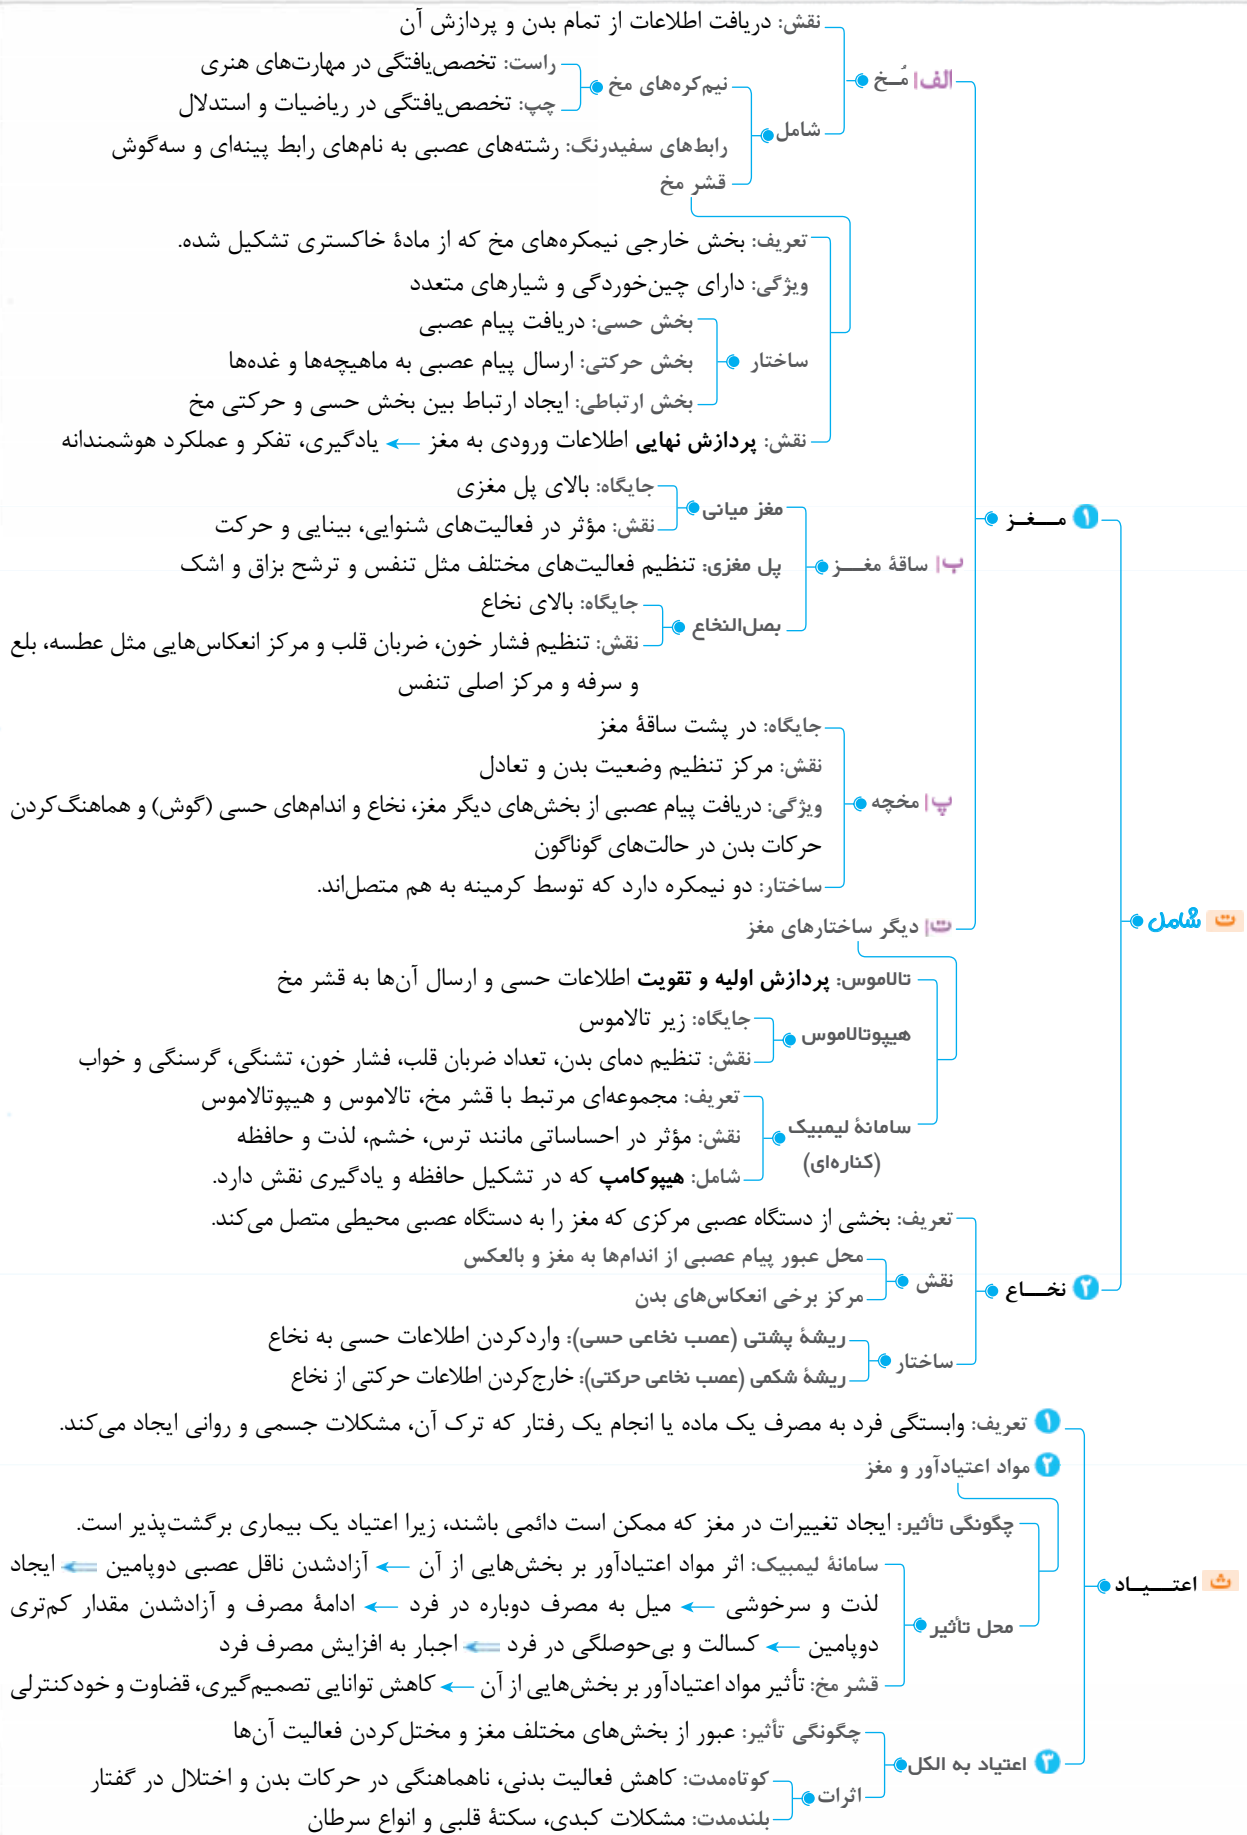 نقش: دریافت اطلاعات از تمام بدن و پردازش آن
الف| مُـخ
نیم‌کره‌های مخ
راست: تخصص‌یافتگی در مهارت‌های هنری
چپ: تخصص‌یافتگی در ریاضیات و استدلال
شامل
رابط‌های سفیدرنگ: رشته‌های عصبی به نام‌های رابط پینه‌ای و سه‌گوش
قشر مخ
تعریف: بخش خارجی نیمکره‌های مخ که از مادهٔ خاکستری تشکیل شده.
ویژگی: دارای چین‌خوردگی و شیارهای متعدد
ساختار
بخش حسی: دریافت پیام عصبی
بخش حرکتی: ارسال پیام عصبی به ماهیچه‌ها و غده‌ها
بخش ارتباطی: ایجاد ارتباط بین بخش حسی و حرکتی مخ
نقش: پردازش نهایی اطلاعات ورودی به مغز ← یادگیری، تفکر و عملکرد هوشمندانه
۱ مـــغـز
ب| ساقهٔ مغـــز
مغز میانی
جایگاه: بالای پل مغزی
نقش: مؤثر در فعالیت‌های شنوایی، بینایی و حرکت
پل مغزی: تنظیم فعالیت‌های مختلف مثل تنفس و ترشح بزاق و اشک
بصل‌النخاع
جایگاه: بالای نخاع
نقش: تنظیم فشار خون، ضربان قلب و مرکز انعکاس‌هایی مثل عطسه، بلع
و سرفه و مرکز اصلی تنفس
پ| مخچه
جایگاه: در پشت ساقهٔ مغز
نقش: مرکز تنظیم وضعیت بدن و تعادل
ویژگی: دریافت پیام عصبی از بخش‌های دیگر مغز، نخاع و اندام‌های حسی (گوش) و هماهنگ‌کردن
حرکات بدن در حالت‌های گوناگون
ساختار: دو نیمکره دارد که توسط کرمینه به هم متصل‌اند.
ت شامل
ت| دیگر ساختارهای مغز
تالاموس: پردازش اولیه و تقویت اطلاعات حسی و ارسال آن‌ها به قشر مخ
هیپوتالاموس
جایگاه: زیر تالاموس
نقش: تنظیم دمای بدن، تعداد ضربان قلب، فشار خون، تشنگی، گرسنگی و خواب
سامانهٔ لیمبیک
(کناره‌ای)
تعریف: مجموعه‌ای مرتبط با قشر مخ، تالاموس و هیپوتالاموس
نقش: مؤثر در احساساتی مانند ترس، خشم، لذت و حافظه
شامل: هیپوکامپ که در تشکیل حافظه و یادگیری نقش دارد.
۲ نخـــاع
تعریف: بخشی از دستگاه عصبی مرکزی که مغز را به دستگاه عصبی محیطی متصل می‌کند.
نقش
محل عبور پیام عصبی از اندام‌ها به مغز و بالعکس
مرکز برخی انعکاس‌های بدن
ساختار
ریشهٔ پشتی (عصب نخاعی حسی): واردکردن اطلاعات حسی به نخاع
ریشهٔ شکمی (عصب نخاعی حرکتی): خارج‌کردن اطلاعات حرکتی از نخاع
ث اعتـــیــاد
۱ تعریف: وابستگی فرد به مصرف یک ماده یا انجام یک رفتار که ترک آن، مشکلات جسمی و روانی ایجاد می‌کند.
۲ مواد اعتیادآور و مغز
چگونگی تأثیر: ایجاد تغییرات در مغز که ممکن است دائمی باشند، زیرا اعتیاد یک بیماری برگشت‌پذیر است.
محل تأثیر
سامانهٔ لیمبیک: اثر مواد اعتیادآور بر بخش‌هایی از آن ← آزادشدن ناقل عصبی دوپامین ⇐ ایجاد
لذت و سرخوشی ← میل به مصرف دوباره در فرد ← ادامهٔ مصرف و آزادشدن مقدار کم‌تری
دوپامین ← کسالت و بی‌حوصلگی در فرد ⇐ اجبار به افزایش مصرف فرد
قشر مخ: تأثیر مواد اعتیادآور بر بخش‌هایی از آن ← کاهش توانایی تصمیم‌گیری، قضاوت و خودکنترلی
۳ اعتیاد به الکل
چگونگی تأثیر: عبور از بخش‌های مختلف مغز و مختل‌کردن فعالیت آن‌ها
اثرات
کوتاه‌مدت: کاهش فعالیت بدنی، ناهماهنگی در حرکات بدن و اختلال در گفتار
بلندمدت: مشکلات کبدی، سکتهٔ قلبی و انواع سرطان